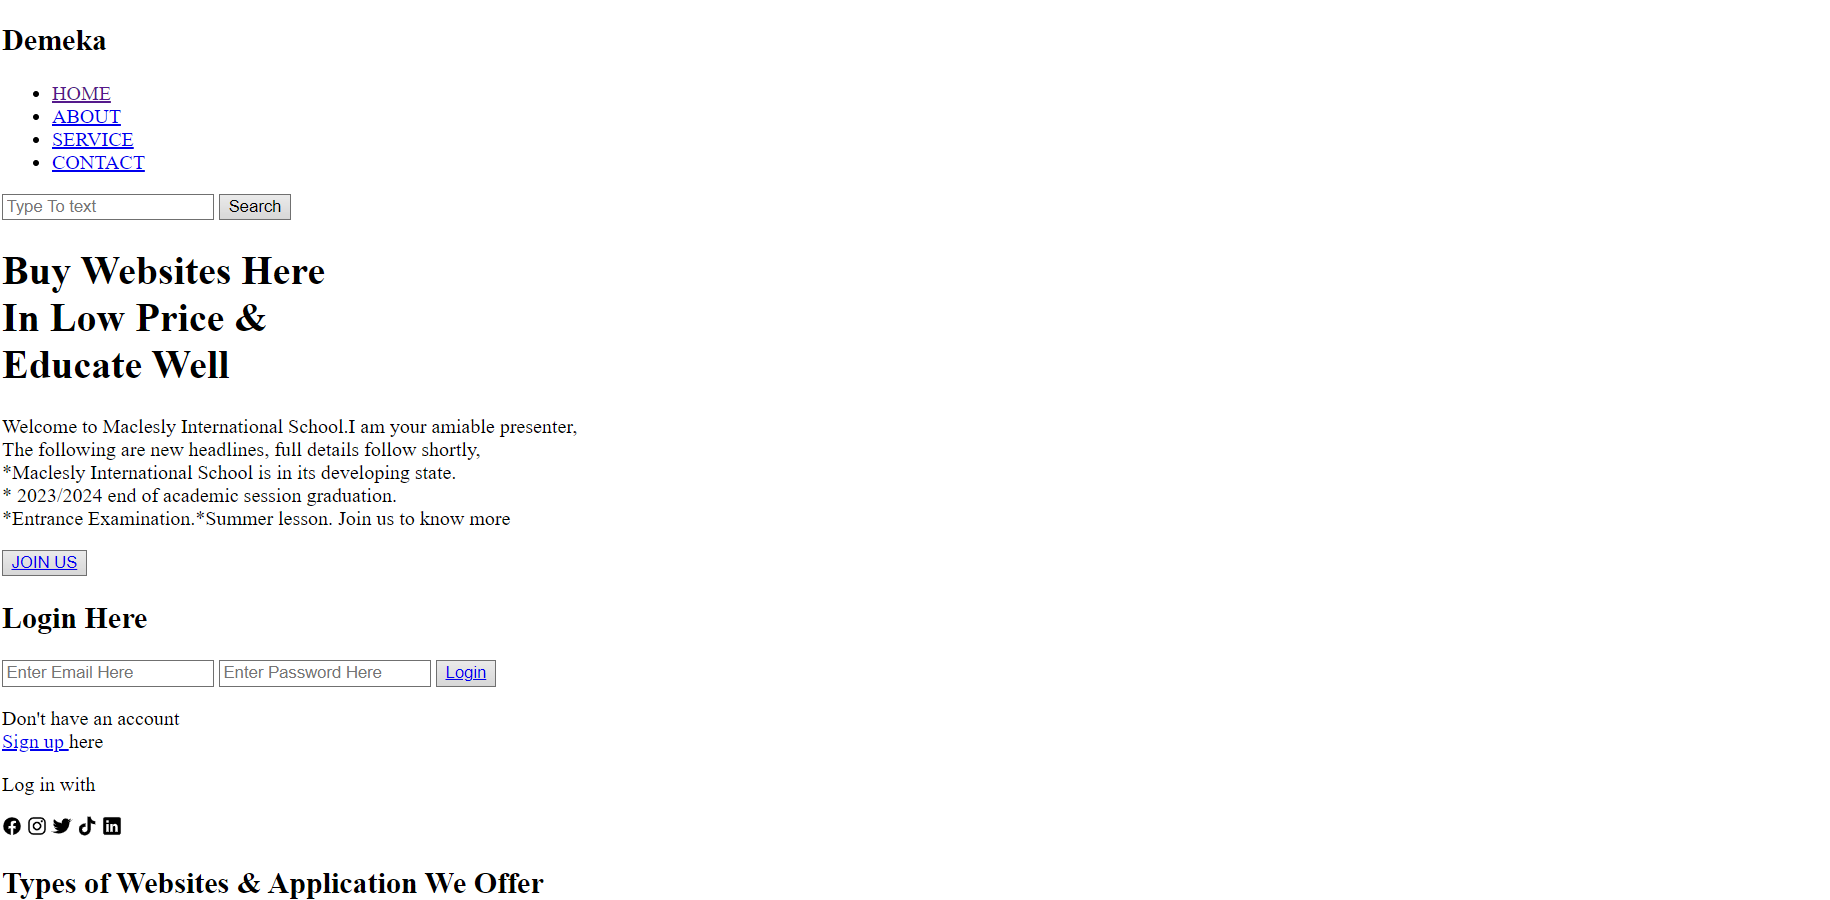 Demeka
HOME
ABOUT
SERVICE
CONTACT
Type To text Search
Buy Websites Here
In Low Price &
Educate Well
Welcome to Maclesly International School.I am your amiable presenter,
The following are new headlines, full details follow shortly,
*Maclesly International School is in its developing state.
* 2023/2024 end of academic session graduation.
*Entrance Examination.*Summer lesson. Join us to know more
JOIN US
Login Here
Enter Email Here Enter Password Here Login
Don't have an account
Sign up here
Log in with
Types of Websites & Application We Offer